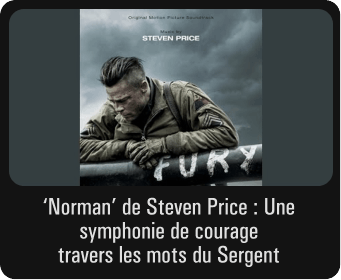 Original Motion Picture Soundtrack
Music by
STEVEN PRICE
FURY
‘Norman’ de Steven Price : Une
symphonie de courage
travers les mots du Sergent